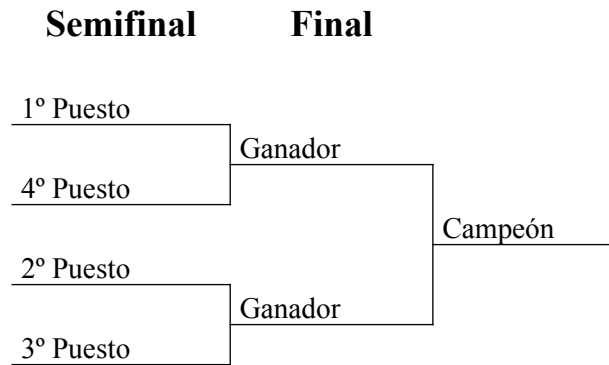 Semifinal Final
1º Puesto
Ganador
4º Puesto
Campeón
2º Puesto
Ganador
3º Puesto